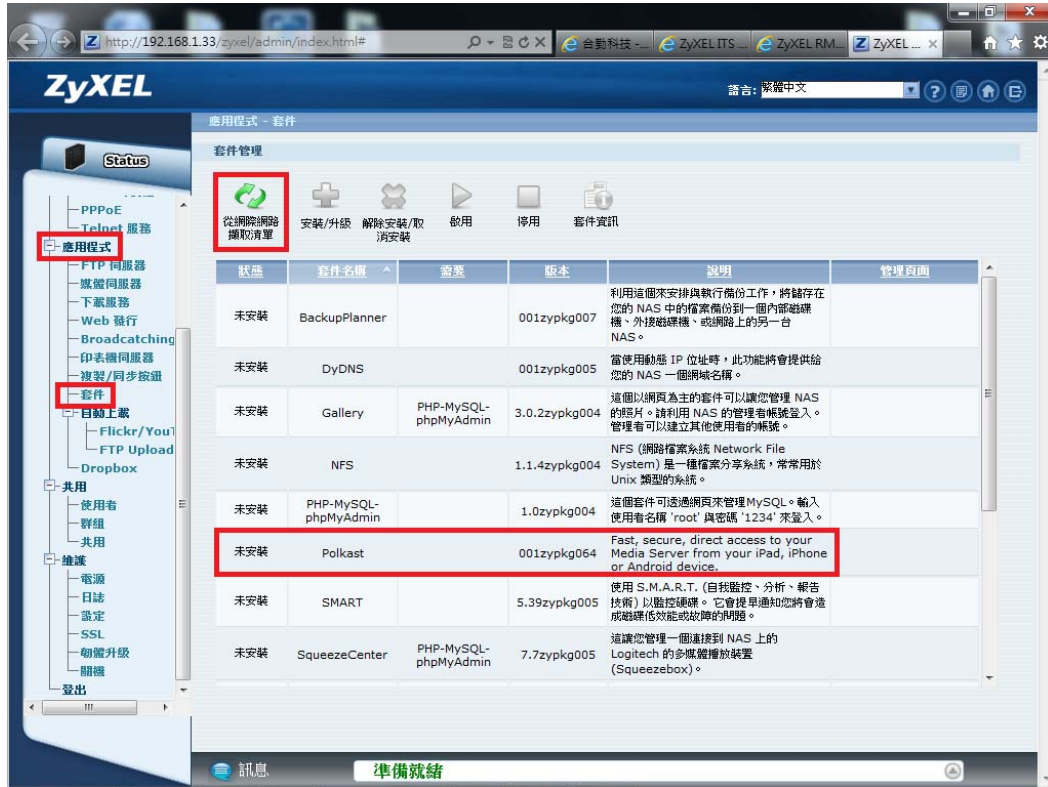 http://192.168.1.33/zyxel/admin/index.html#
合勤科技 -...
ZyXEL ITS ...
ZyXEL RM...
ZyXEL ...
ZyXEL
語言: 繁體中文
應用程式 - 套件
Status
套件管理
從網際網路
擷取清單
安裝/升級
解除安裝/取
消安裝
啟用
停用
套件資訊
PPPoE
Telnet 服務
應用程式
FTP 伺服器
媒體伺服器
下載服務
Web 發行
Broadcatching
印表機伺服器
複製/同步按鈕
套件
自動上載
Flickr/YouT
FTP Upload
Dropbox
共用
使用者
群組
共用
維護
電源
日誌
設定
SSL
韌體升級
關機
登出
狀態 套件名稱 需要 版本 說明 管理頁面
未安裝 BackupPlanner 001zypkg007
利用這個來安排與執行備份工作，將儲存在
您的 NAS 中的檔案備份到一個內部磁碟
機、外接磁碟機、或網路上的另一台
NAS。
未安裝 DyDNS 001zypkg005
當使用動態 IP 位址時，此功能將會提供給
您的 NAS 一個網域名稱。
未安裝 Gallery PHP-MySQL-
phpMyAdmin 3.0.2zypkg004
這個以網頁為主的套件可以讓您管理 NAS
的照片。請利用 NAS 的管理者帳號登入。
管理者可以建立其他使用者的帳號。
未安裝 NFS 1.1.4zypkg004
NFS (網路檔案系統 Network File
System) 是一種檔案分享系統，常常用於
Unix 類型的系統。
未安裝 PHP-MySQL-
phpMyAdmin 1.0zypkg004
這個套件可透過網頁來管理MySQL。輸入
使用者名稱 'root' 與密碼 '1234' 來登入。
未安裝 Polkast 001zypkg064
Fast, secure, direct access to your
Media Server from your iPad, iPhone
or Android device.
未安裝 SMART 5.39zypkg005
使用 S.M.A.R.T. (自我監控、分析、報告
技術) 以監控硬碟。 它會提早通知您將會造
成磁碟低效能或故障的問題。
未安裝 SqueezeCenter PHP-MySQL-
phpMyAdmin 7.7zypkg005
這讓您管理一個連接到 NAS 上的
Logitech 的多媒體播放裝置
(Squeezebox)。
訊息
準備就緒